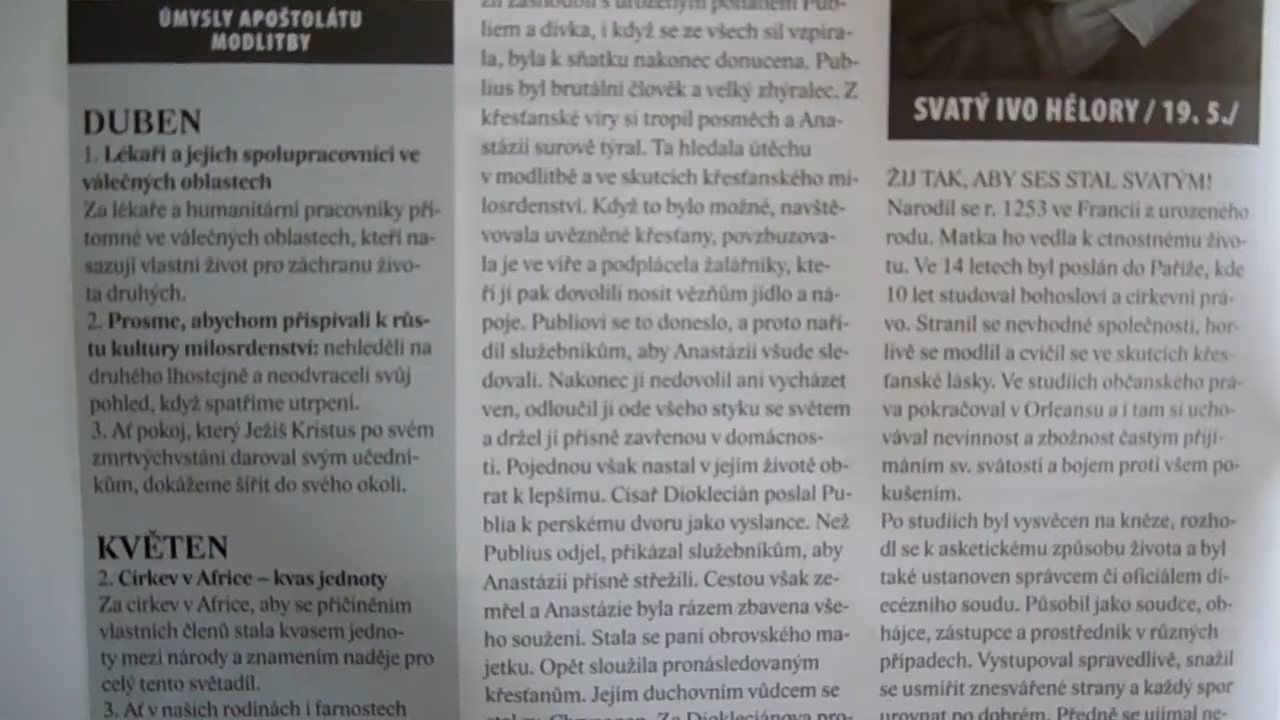 ÚMYSLY APOŠTOLÁTU
MODLITBY
DUBEN
1. Lékaři a jejich spolupracovníci ve
válečných oblastech
Za lékaře a humanitární pracovníky pří-
tomné ve válečných oblastech, kteří na-
sazují vlastní život pro záchranu živo-
ta druhých.
2. Prosme, abychom přispívali k růs-
tu kultury milosrdenství: nehleděli na
druhého lhostejně a neodvraceli svůj
pohled, když spatříme utrpení.
3. Ať pokoj, který Ježíš Kristus po svém
zmrtvýchvstání daroval svým učední-
kům, dokážeme šířit do svého okolí.
KVĚTEN
2. Církev v Africe – kvas jednoty
Za církev v Africe, aby se přičiněním
vlastních členů stala kvasem jedno-
ty mezi národy a znamením naděje pro
celý tento světadíl.
3. Ať v našich rodinách i farnostech
zii zasnoubil s urozeným pohanem Pub-
liem a dívka, i když se ze všech sil vzpíra-
la, byla k sňatku nakonec donucena. Pub-
lius byl brutální člověk a velký zhýralec. Z
křesťanské víry si tropil posměch a Ana-
stázii surově týral. Ta hledala útěchu
v modlitbě a ve skutcích křesťanského mi-
losrdenství. Když to bylo možné, navště-
vovala uvězněné křesťany, povzbuzova-
la je ve víře a podplácela žalářníky, kte-
ří jí pak dovolili nosit vězňům jídlo a ná-
poje. Publiovi se to doneslo, a proto naří-
dil služebníkům, aby Anastázii všude sle-
dovali. Nakonec jí nedovolil ani vycházet
ven, odloučil ji ode všeho styku se světem
a držel ji přísně zavřenou v domácnos-
ti. Pojednou však nastal v jejím životě ob-
rat k lepšímu. Císař Dioklecián poslal Pu-
blia k perskému dvoru jako vyslance. Než
Publius odjel, přikázal služebníkům, aby
Anastázii přísně střežili. Cestou však ze-
mřel a Anastázie byla rázem zbavena vše-
ho soužení. Stala se paní obrovského ma-
jetku. Opět sloužila pronásledovaným
křesťanům. Jejím duchovním vůdcem se
stal sv. Chryzogon. Za Diokleciánova pro-
SVATÝ IVO HÉLORY / 19. 5./
ŽIJ TAK, ABY SES STAL SVATÝM!
Narodil se r. 1253 ve Francii z urozeného
rodu. Matka ho vedla k ctnostnému živo-
tu. Ve 14 letech byl poslán do Paříže, kde
10 let studoval bohosloví a církevní prá-
vo. Stranil se nevhodné společnosti, hor-
livě se modlil a cvičil se ve skutcích křes-
ťanské lásky. Ve studiích občanského prá-
va pokračoval v Orleansu a i tam si ucho-
vával nevinnost a zbožnost častým přijí-
máním sv. svátostí a bojem proti všem po-
kušením.
Po studiích byl vysvěcen na kněze, rozho-
dl se k asketickému způsobu života a byl
také ustanoven správcem či oficiálem di-
ecézního soudu. Působil jako soudce, ob-
hájce, zástupce a prostředník v různých
případech. Vystupoval spravedlivě, snažil
se usmířit znesvářené strany a každý spor
urovnat po dobrém. Předně se ujímal ne-